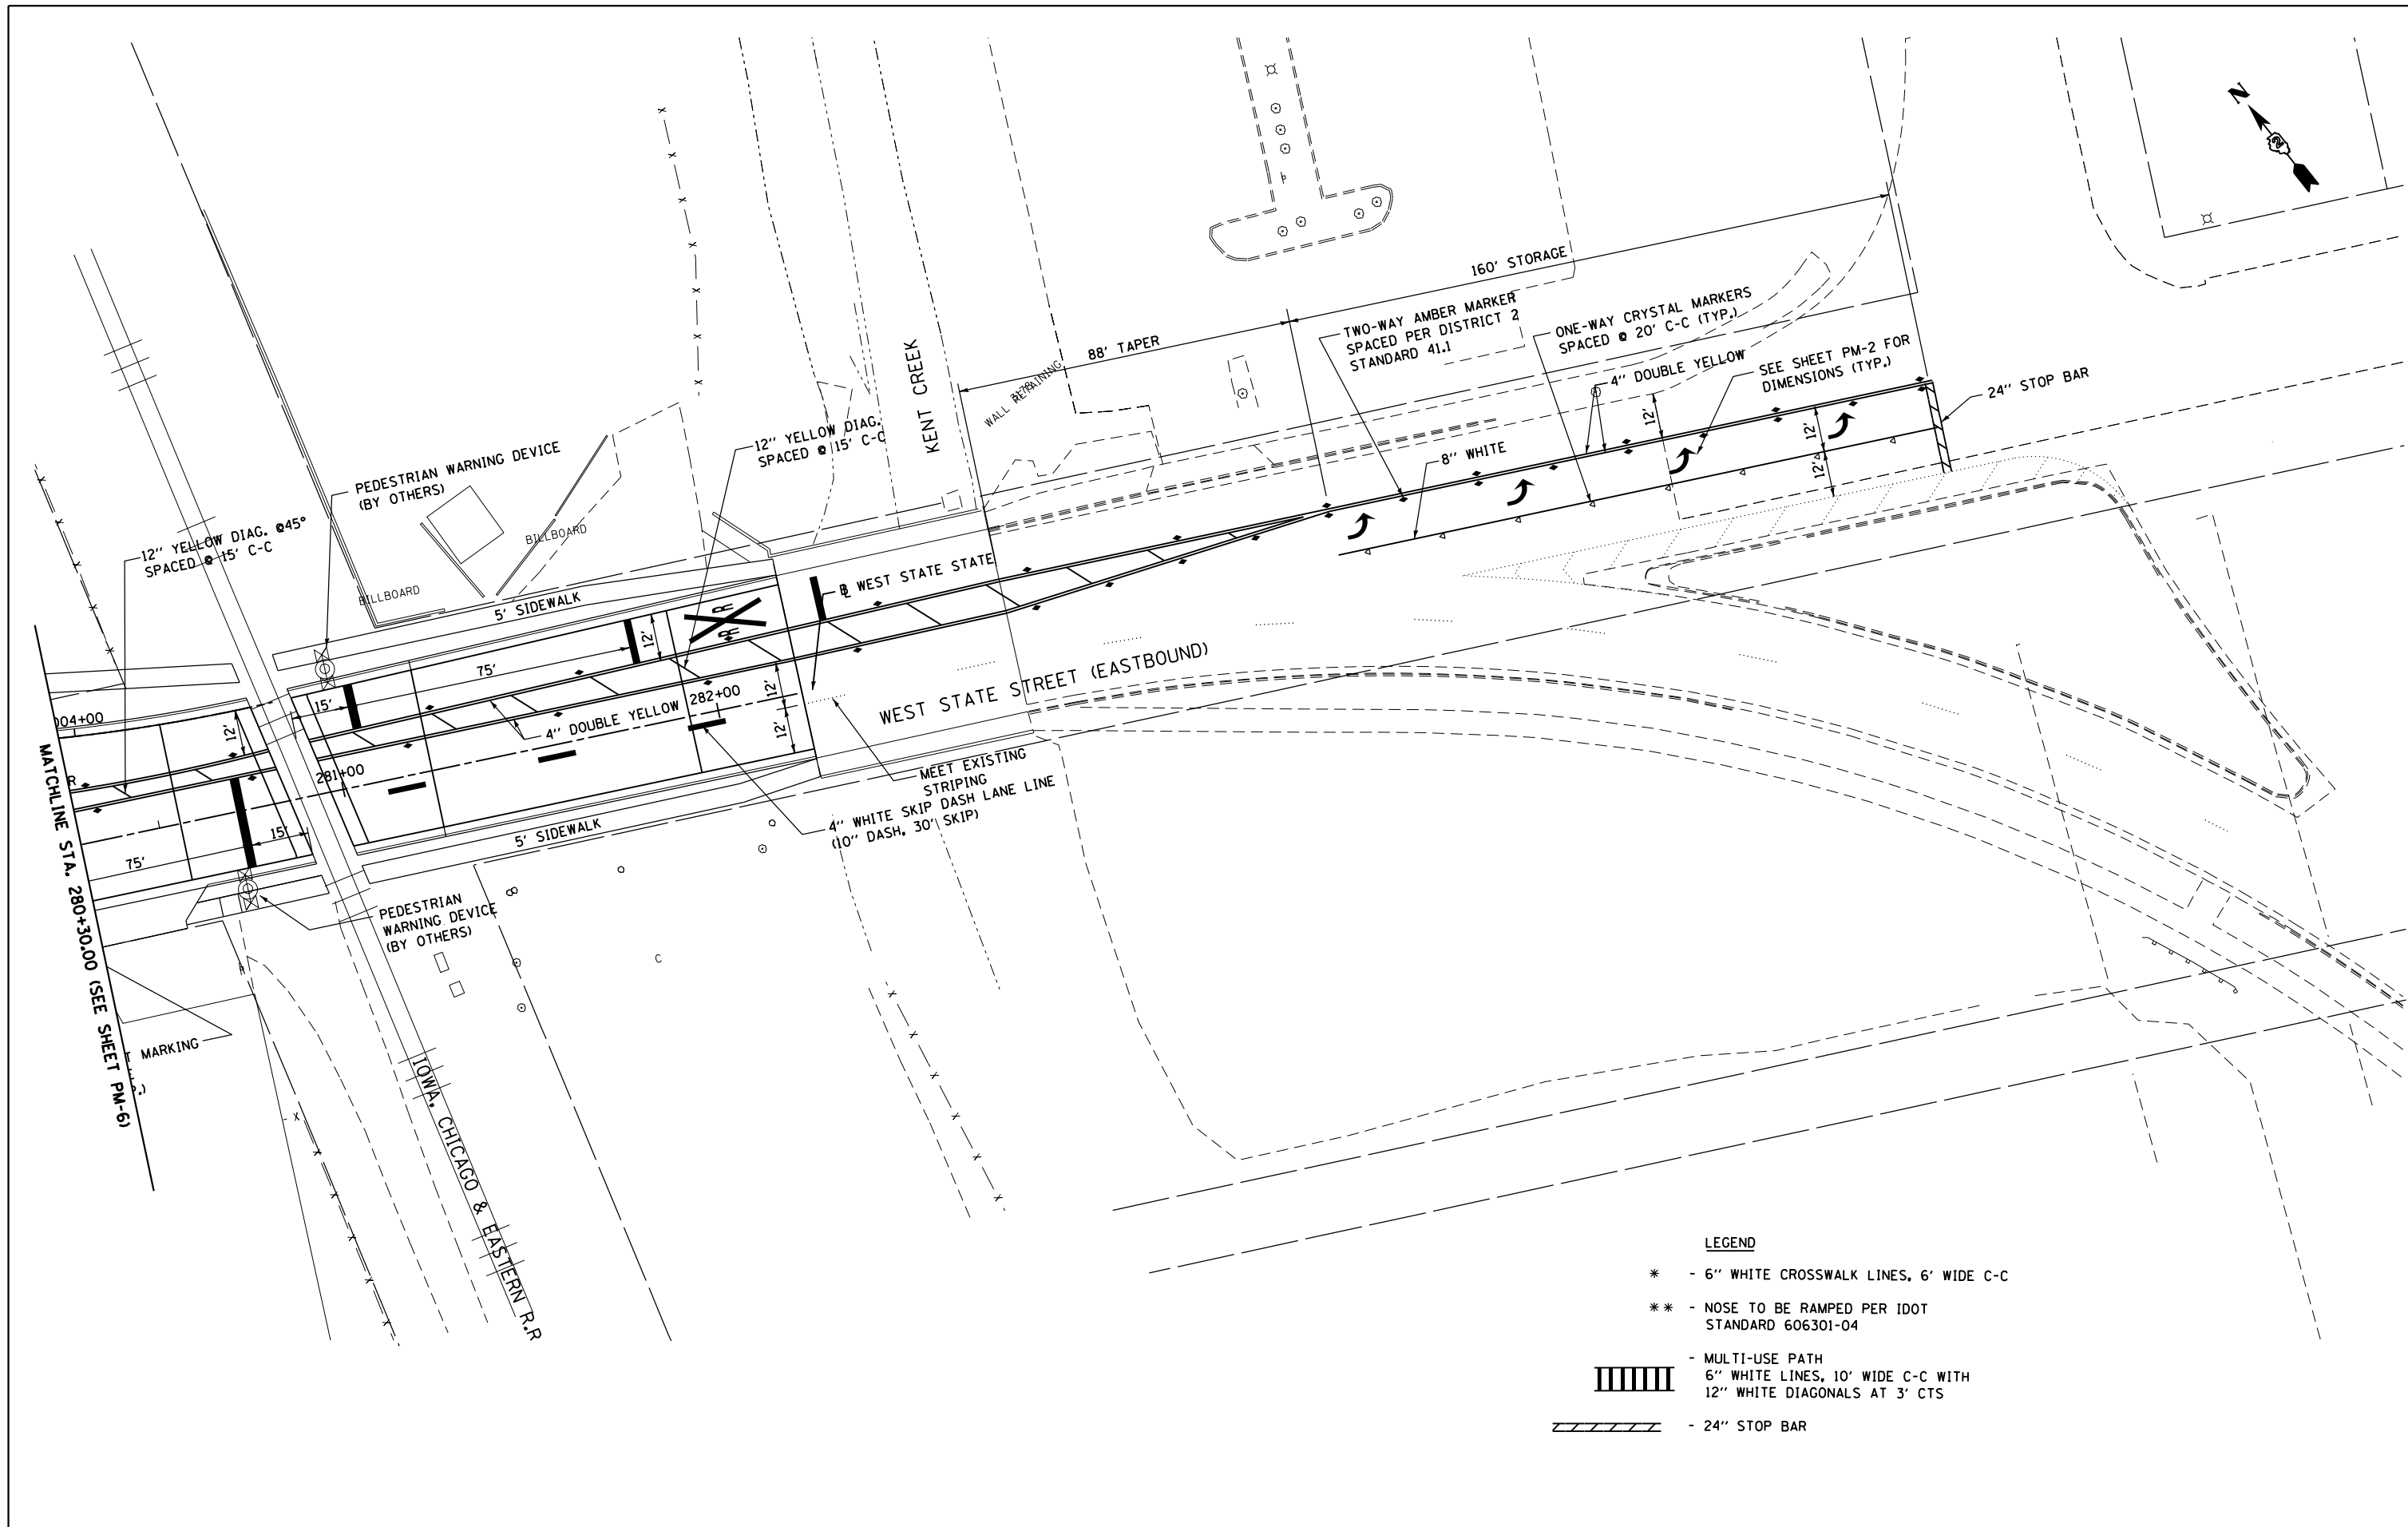 N
2
160' STORAGE
88' TAPER
TWO-WAY AMBER MARKER
SPACED PER DISTRICT 2
STANDARD 41.1
ONE-WAY CRYSTAL MARKERS
SPACED @ 20' C-C (TYP.)
4" DOUBLE YELLOW
SEE SHEET PM-2 FOR
DIMENSIONS (TYP.)
24" STOP BAR
12'
12'
12'
8" WHITE
KENT CREEK
WALL RETAINING
12" YELLOW DIAG.
SPACED @ 15' C-C
PEDESTRIAN WARNING DEVICE
(BY OTHERS)
BILLBOARD
BILLBOARD
12" YELLOW DIAG. @45°
SPACED @ 15' C-C
5' SIDEWALK
R R
B WEST STATE STATE
L
12'
75'
15'
12'
12'
282+00
4" DOUBLE YELLOW
WEST STATE STREET (EASTBOUND)
004+00
12'
R
281+00
15'
75'
MATCHLINE STA. 280+30.00 (SEE SHEET PM-6)
MEET EXISTING
STRIPING
4" WHITE SKIP DASH LANE LINE
(10" DASH, 30' SKIP)
5' SIDEWALK
PEDESTRIAN
WARNING DEVICE
(BY OTHERS)
C
T MARKING
IOWA, CHICAGO & EASTERN R.R
LEGEND
* - 6" WHITE CROSSWALK LINES, 6' WIDE C-C
** - NOSE TO BE RAMPED PER IDOT
STANDARD 606301-04
- MULTI-USE PATH
6" WHITE LINES, 10' WIDE C-C WITH
12" WHITE DIAGONALS AT 3' CTS
- 24" STOP BAR